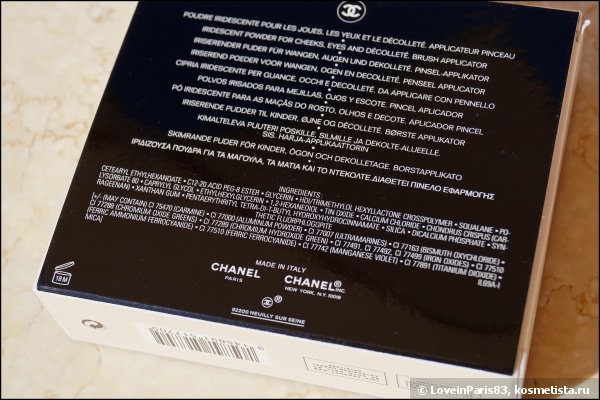 POUDRE IRIDESCENTE POUR LES JOUES, LES YEUX ET LE DÉCOLLETÉ. APPLICATEUR PINCEAU
IRIDESCENT POWDER FOR CHEEKS, EYES AND DÉCOLLETÉ. BRUSH APPLICATOR
IRISIERENDER PUDER FÜR WANGEN, AUGEN UND DEKOLLETÉ. PINSEL-APPLIKATOR
IRISEREND POEDER VOOR WANGEN, OGEN EN DECOLLETÉ. PENSEEL APPLICATOR
CIPRIA IRIDESCENTE PER GUANCE, OCCHI E DECOLLETÉ. DA APPLICARE CON PENNELLO
POLVOS IRISADOS PARA MEJILLAS, OJOS Y ESCOTE. PINCEL APLICADOR
PÓ IRIDESCENTE PARA AS MAÇÃS DO ROSTO, OLHOS E DECOTE. APLICADOR PINCEL
IRISERENDE PUDDER TIL KINDER, ØJNE OG DÉCOLLETÉ. BØRSTE APPLIKATOR
KIMALTELEVA PUUTERI POSKILLE, SILMILLE JA DEKOLTE-ALUEELLE.
SIS. HARJA-APPLIKAATTORIN
SKIMRANDE PUDER FÖR KINDER, ÖGON OCH DEKOLLETAGE. BORSTAPPLIKATOR
ΙΡΙΔΙΖΟΥΣΑ ΠΟΥΔΡΑ ΓΙΑ ΤΑ ΜΑΓΟΥΛΑ, ΤΑ ΜΑΤΙΑ ΚΑΙ ΤΟ ΝΤΕΚΟΛΤΕ. ΔΙΑΘΕΤΕΙ ΠΙΝΕΛΟ ΕΦΑΡΜΟΓΗΣ
INGREDIENTS :
CETEARYL ETHYLHEXANOATE • C12-20 ACID PEG-8 ESTER • GLYCERIN • HDI/TRIMETHYLOL HEXYLLACTONE CROSSPOLYMER • SQUALANE • PO-
LYSORBATE 80 • CAPRYLYL GLYCOL • ETHYLHEXYLGLYCERIN • 1,2-HEXANEDIOL • TIN OXIDE • CALCIUM CHLORIDE • CHONDRUS CRISPUS (CAR-
RAGEENAN) • XANTHAN GUM • PENTAERYTHRITYL TETRA-DI-T-BUTYL HYDROXYHYDROCINNAMATE • SILICA • DICALCIUM PHOSPHATE • SYN-
THETIC FLUORPHLOGOPITE
[+/- (MAY CONTAIN) CI 75470 (CARMINE) • CI 77000 (ALUMINUM POWDER) • CI 77007 (ULTRAMARINES) • CI 77163 (BISMUTH OXYCHLORIDE) •
CI 77288 (CHROMIUM OXIDE GREEN) • CI 77289 (CHROMIUM HYDROXIDE GREEN) • CI 77491, CI 77492, CI 77499 (IRON OXIDES) • CI 77510
(FERRIC AMMONIUM FERROCYANIDE) • CI 77510 (FERRIC FERROCYANIDE) • CI 77742 (MANGANESE VIOLET) • CI 77891 (TITANIUM DIOXIDE) •
MICA]
IL69A-I
MADE IN ITALY
CHANEL CHANEL INC.
PARIS NEW YORK, N.Y. 10019
18 M
92200 NEUILLY SUR SEINE
© LoveinParis83, kosmetista.ru